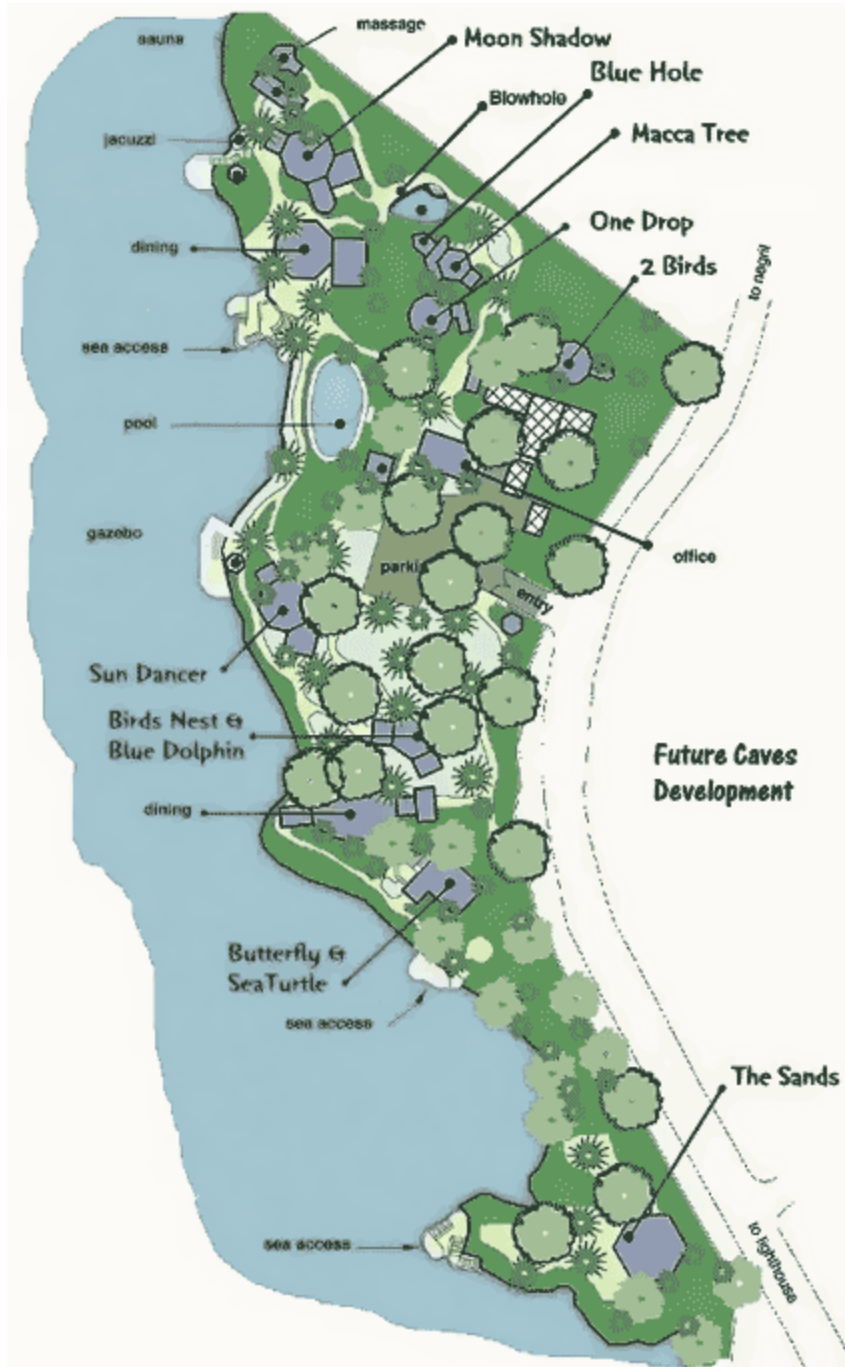 sauna
massage
Moon Shadow
Blue Hole
Blowhole
jacuzzi
Macca Tree
One Drop
dining
2 Birds
to negril
sea access
pool
gazebo
office
parkin
entry
Sun Dancer
Birds Nest &
Blue Dolphin
Future Caves
Development
dining
Butterfly &
SeaTurtle
sea access
The Sands
sea access
to lighthouse